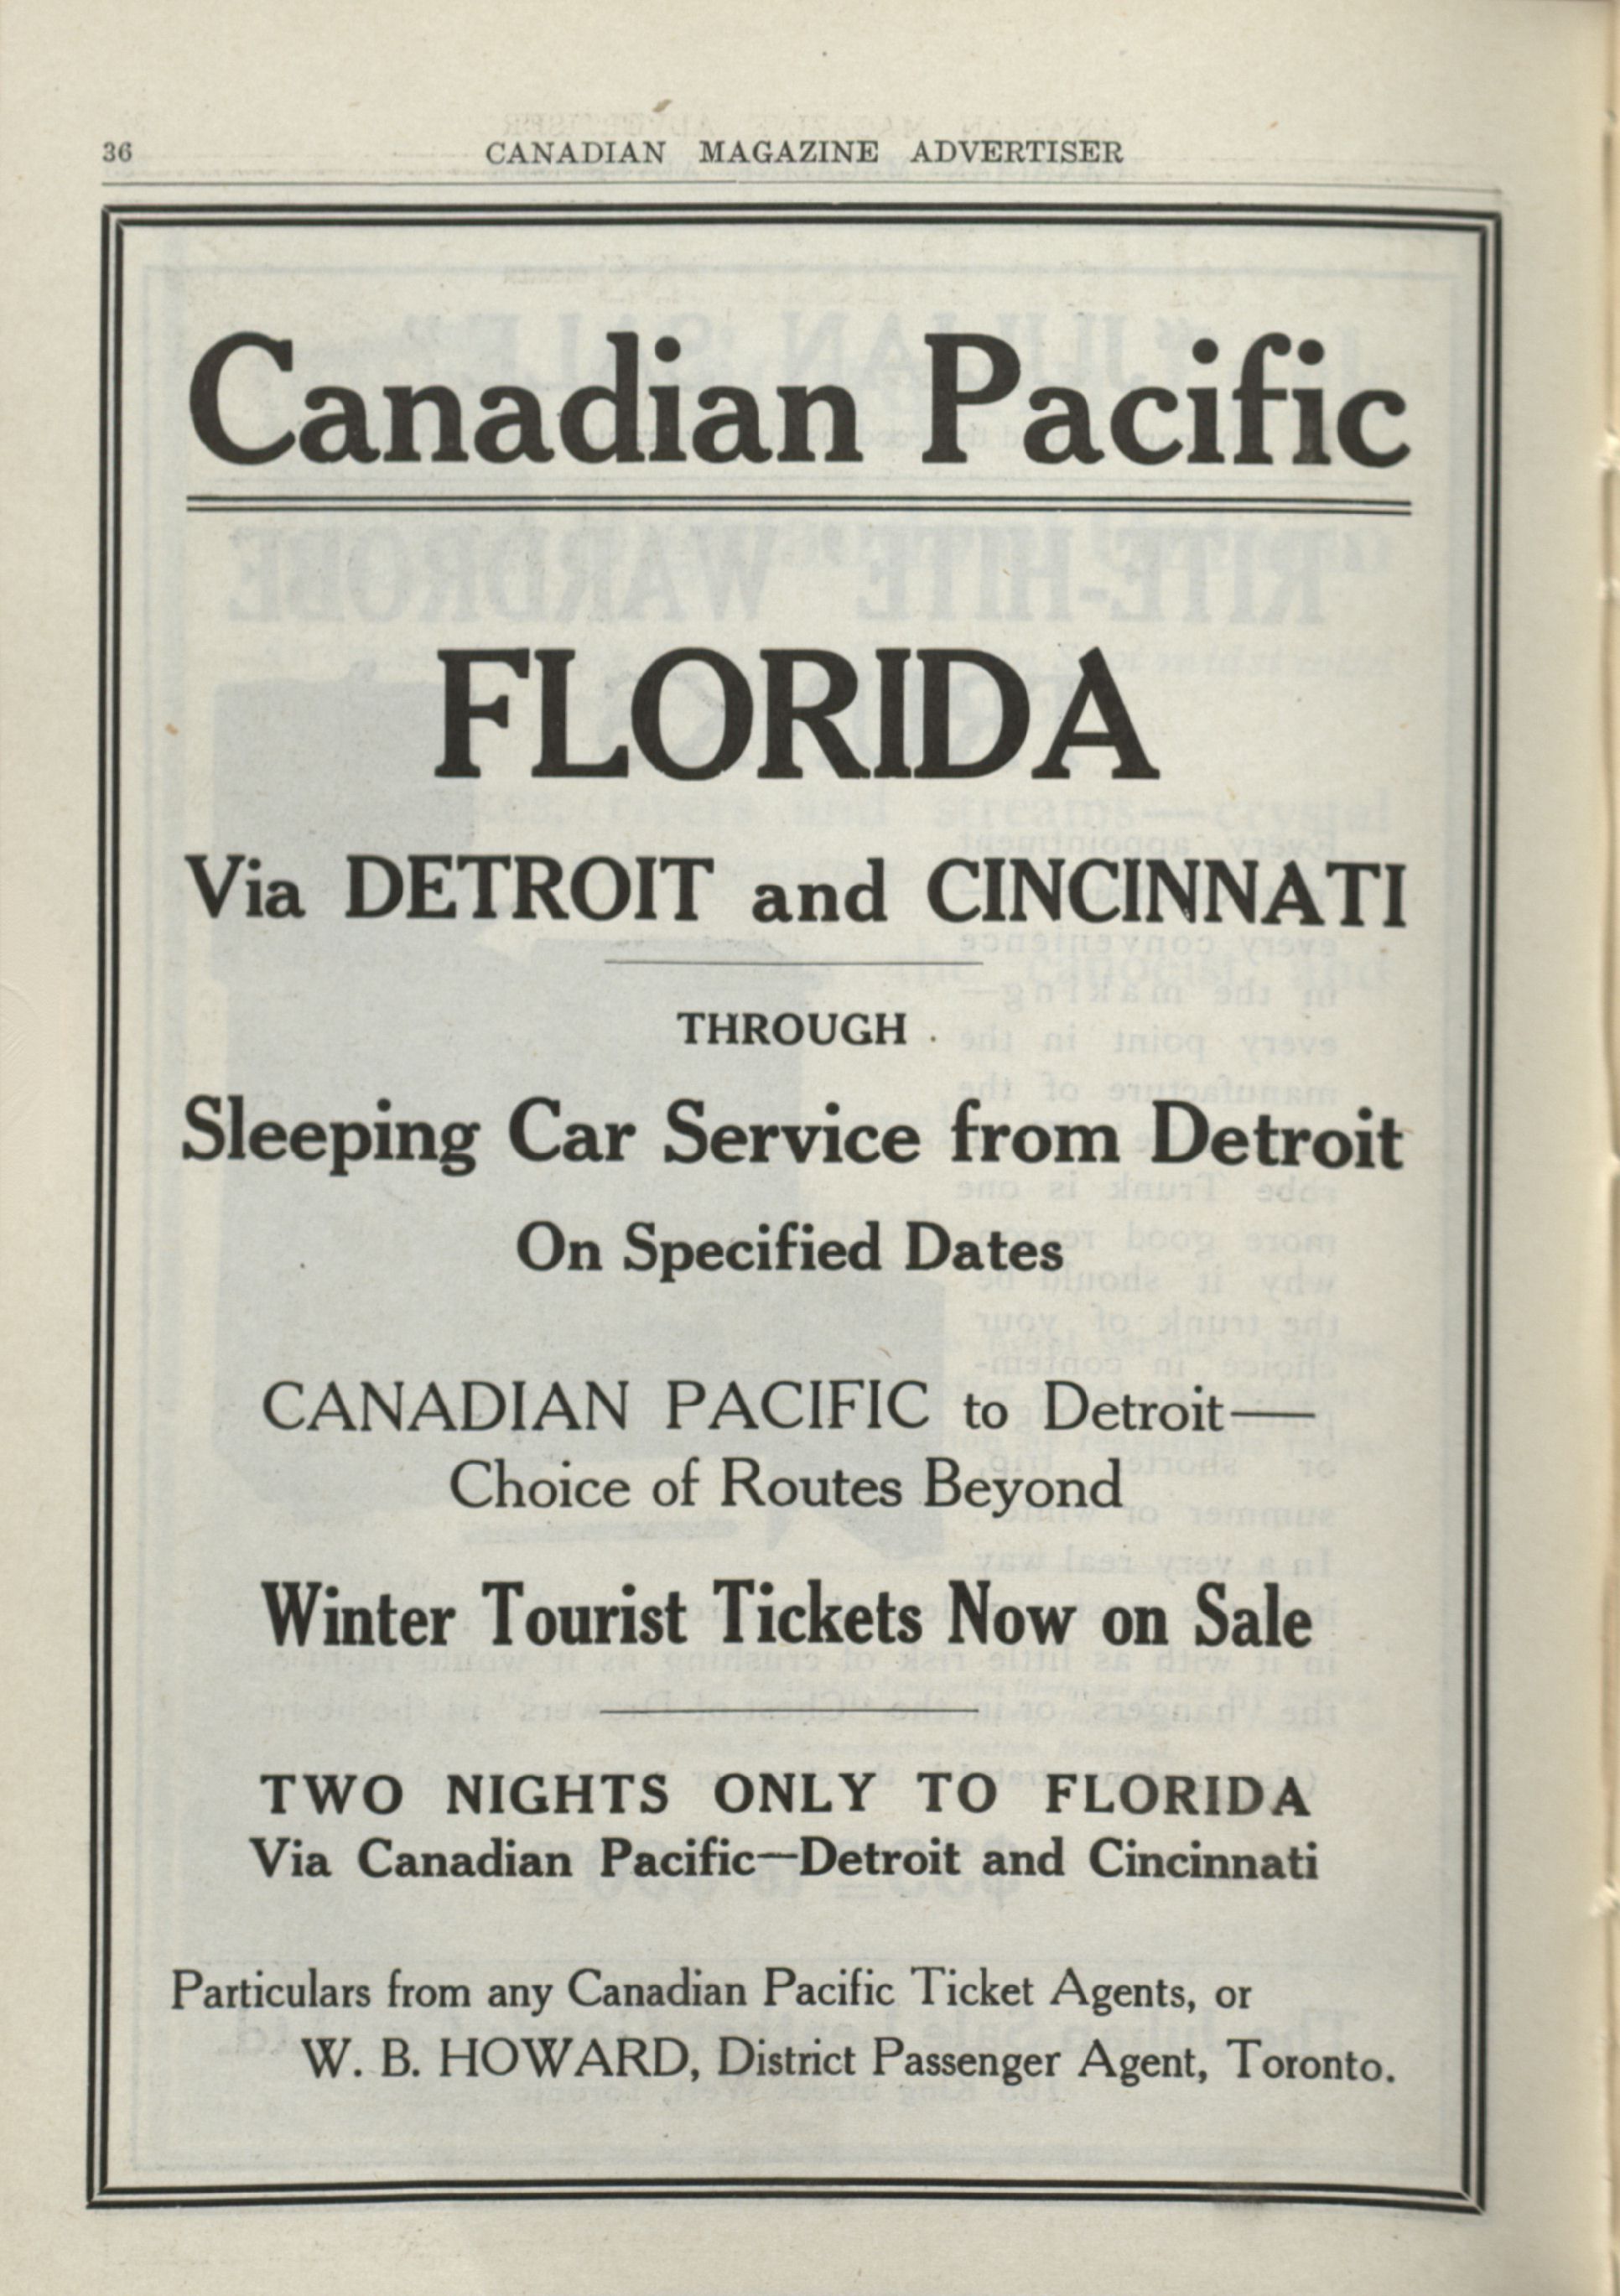 36
CANADIAN MAGAZINE ADVERTISER
Canadian Pacific
FLORIDA
Via DETROIT and CINCINNATI
THROUGH
Sleeping Car Service from Detroit
On Specified Dates
CANADIAN PACIFIC to Detroit—
Choice of Routes Beyond
Winter Tourist Tickets Now on Sale
TWO NIGHTS ONLY TO FLORIDA
Via Canadian Pacific—Detroit and Cincinnati
Particulars from any Canadian Pacific Ticket Agents, or
W. B. HOWARD, District Passenger Agent, Toronto.